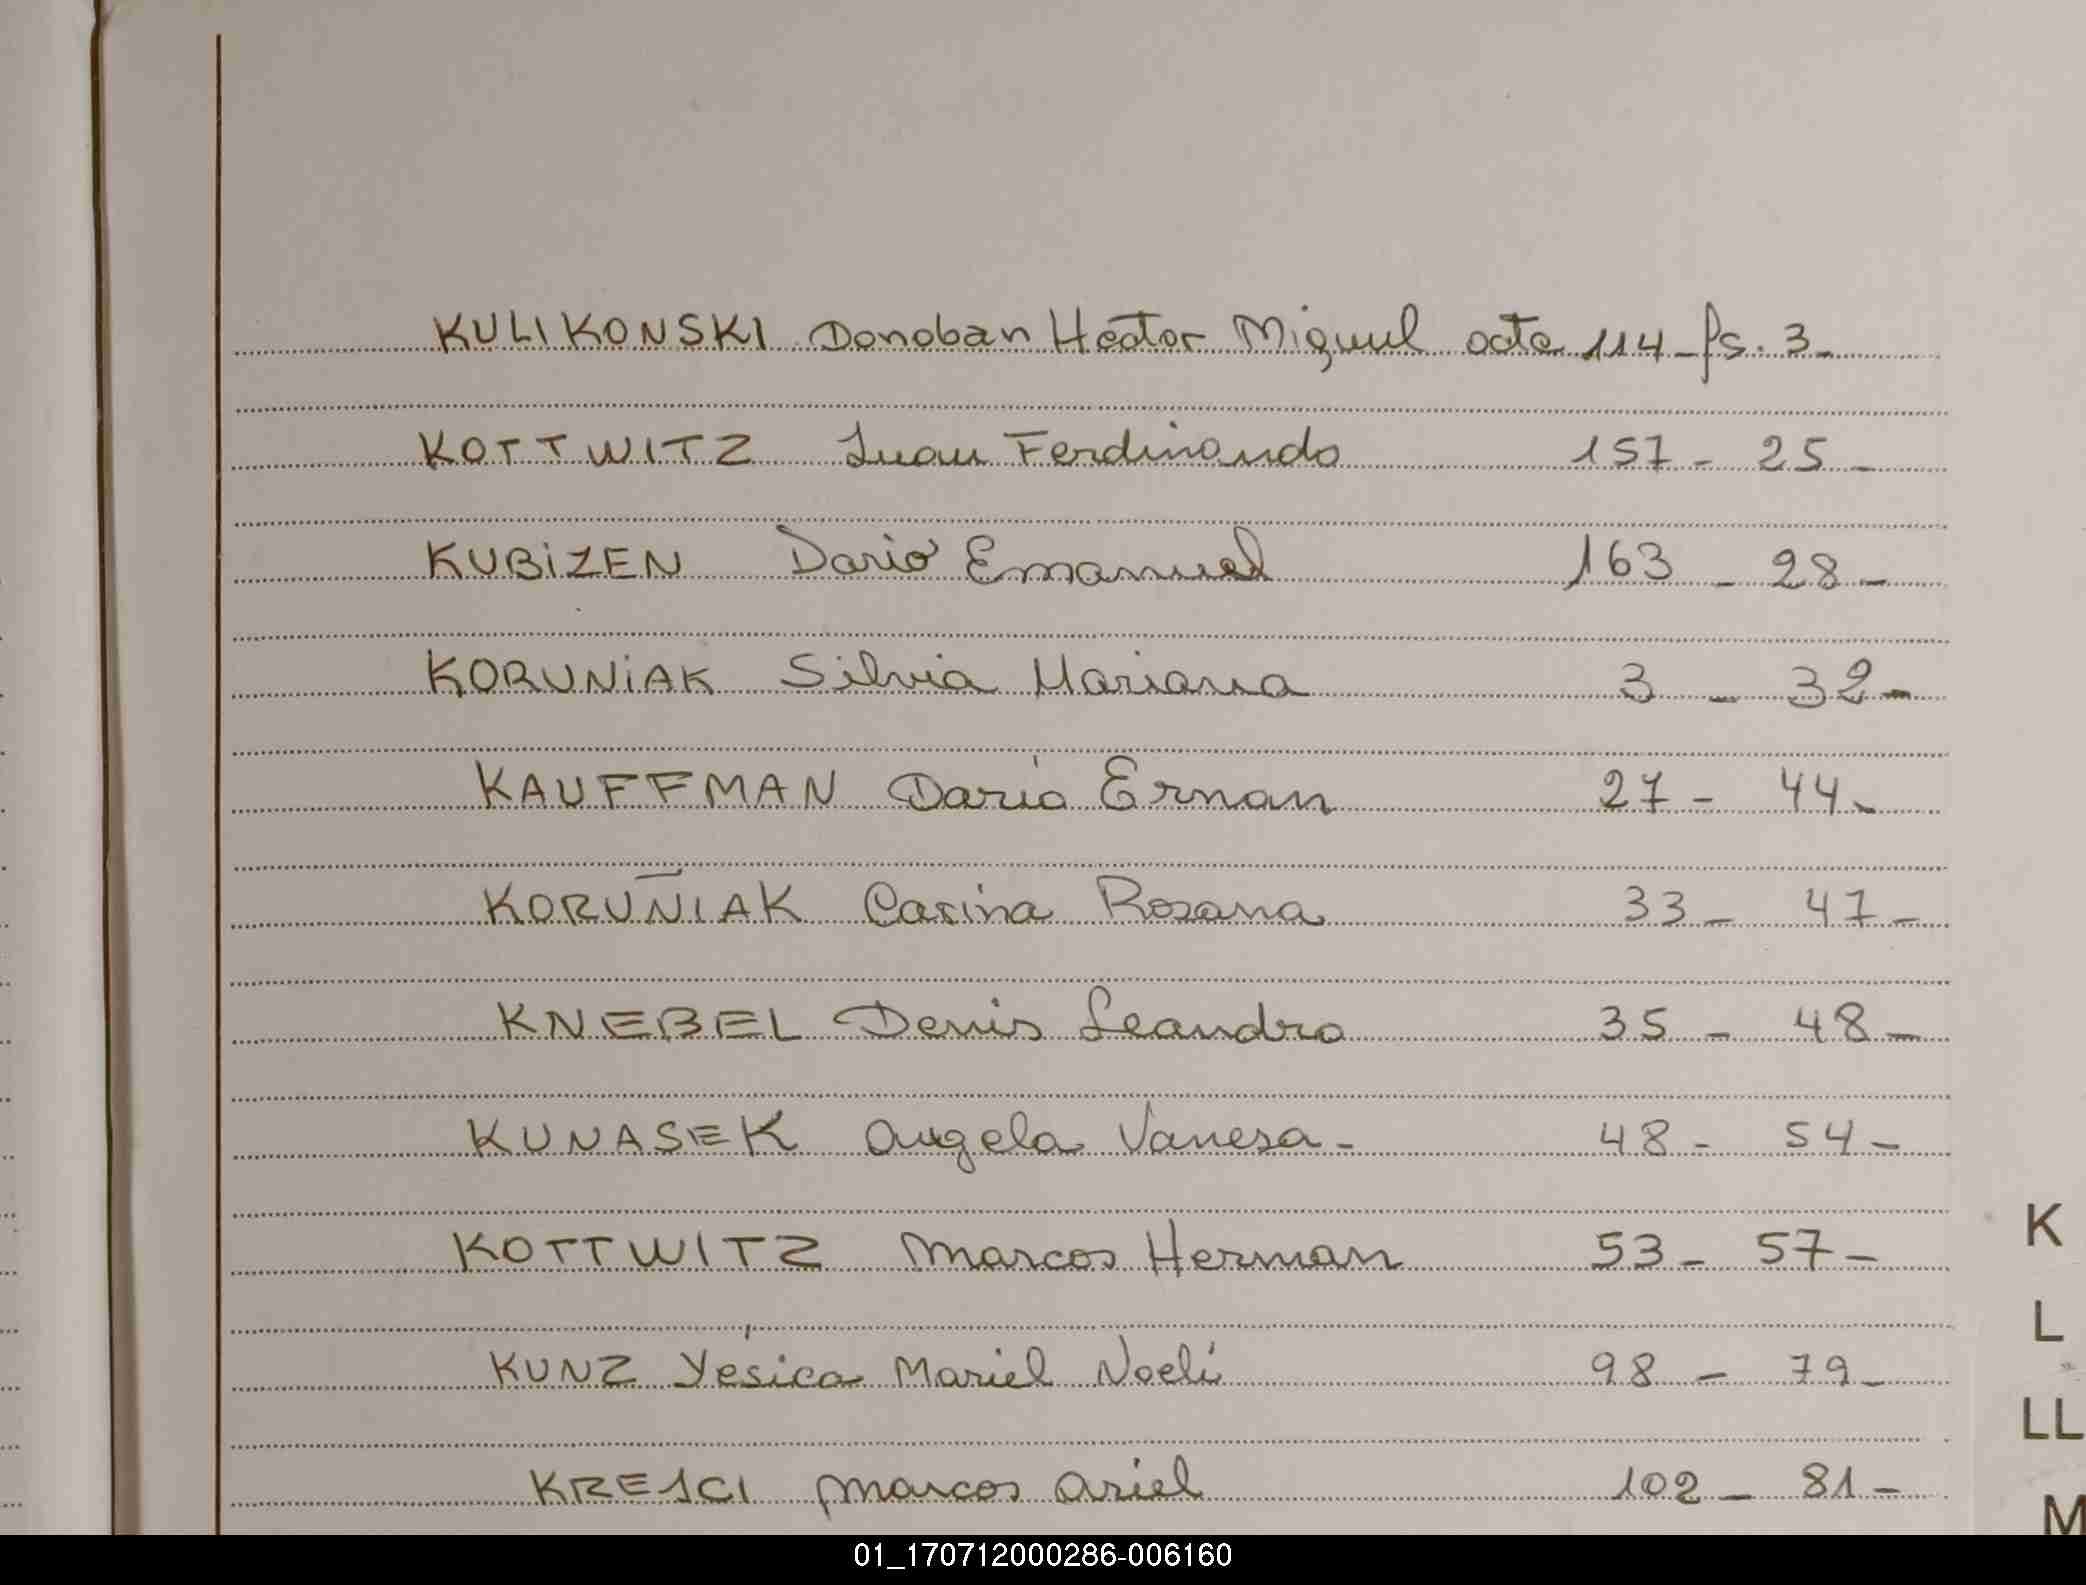 KULIKONSKI Donoban Héctor Miguel acta 114 - fs. 3 -
KOTTWITZ Juan Ferdinando 157 - 25 -
KUBIZEN Darío Emanuel 163 - 28 -
KORUNIAK Silvia Mariana 3 - 32 -
KAUFFMAN Darío Ernan 27 - 44 -
KORUÑIAK Carina Rosana 33 - 47 -
KNEBEL Denis Leandro 35 - 48 -
KUNASEK Angela Vanesa - 48 - 54 -
KOTTWITZ Marcos Herman 53 - 57 -
KUNZ Yésica Mariel Noelí 98 - 79 -
KREJCI Marcos Ariel 102 - 81 -
K
L
LL
M
01_170712000286-006160